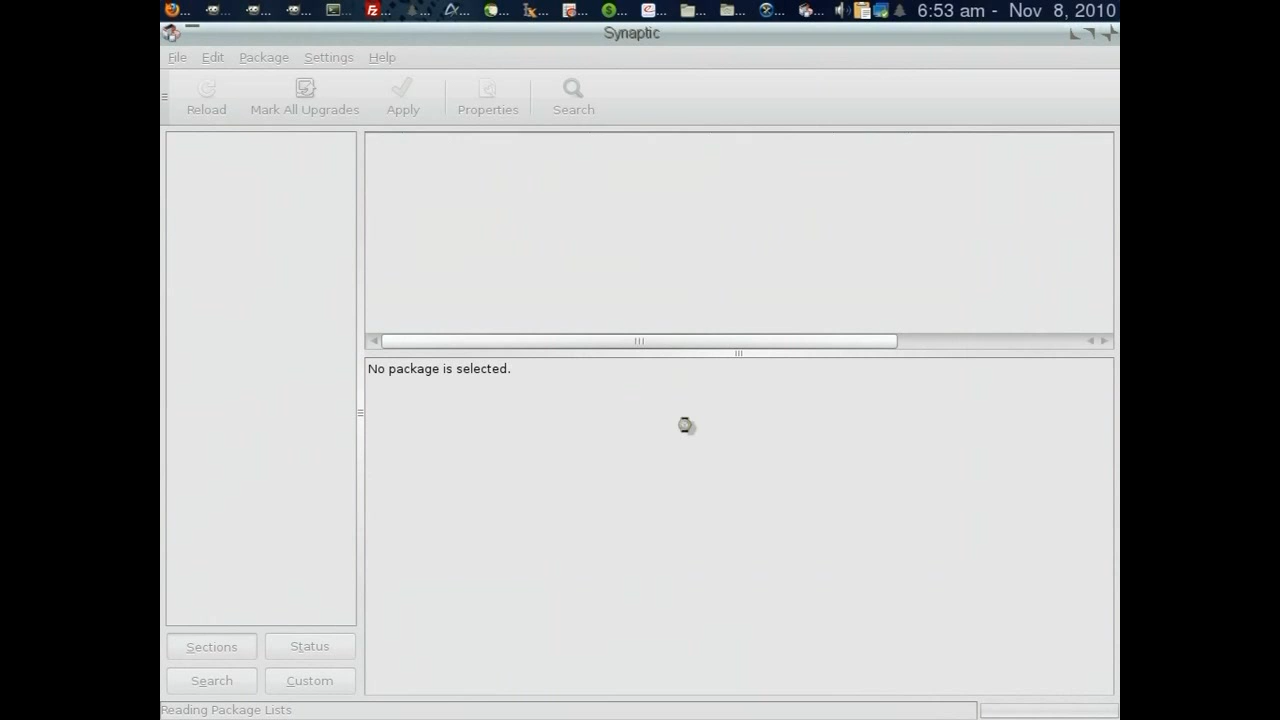 6:53 am - Nov 8, 2010
Synaptic
File Edit Package Settings Help
Reload Mark All Upgrades Apply Properties Search
No package is selected.
Sections Status
Search Custom
Reading Package Lists